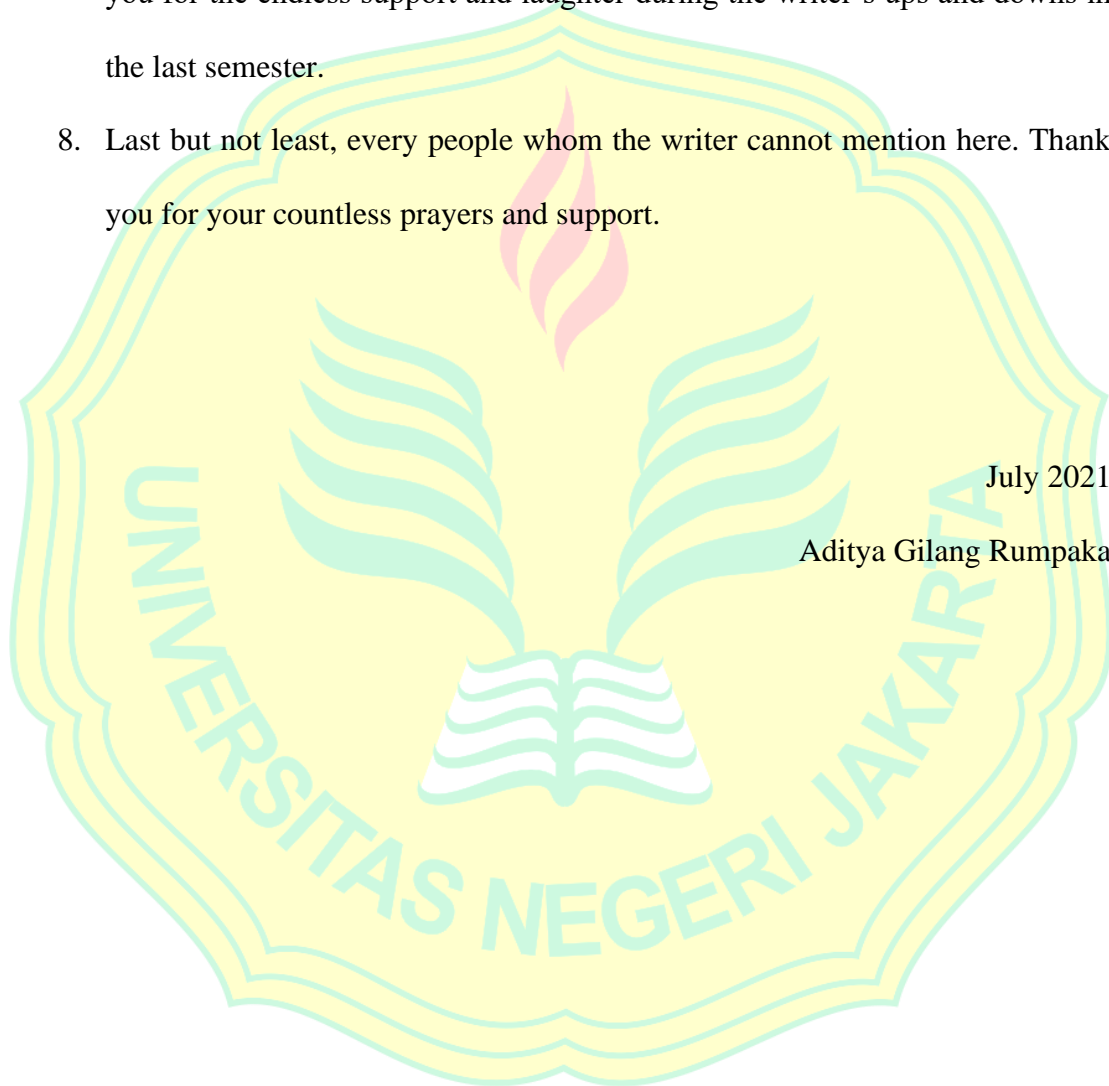 you for the endless support and laughter during the writer's ups and downs in
the last semester.
8. Last but not least, every people whom the writer cannot mention here. Thank
you for your countless prayers and support.
July 2021
Aditya Gilang Rumpaka
UNIVERSITAS NEGERI JAKARTA